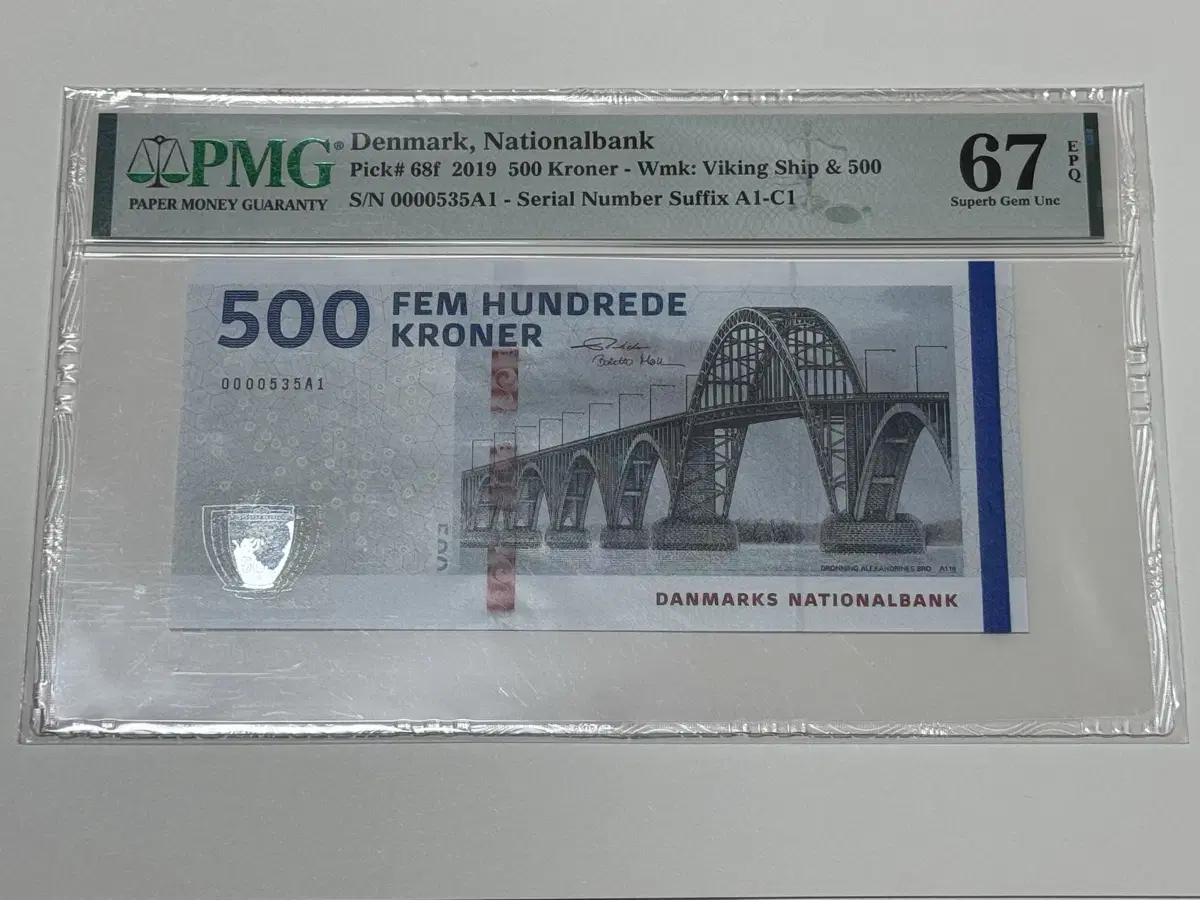 PMG®
PAPER MONEY GUARANTY
Denmark, Nationalbank
Pick# 68f 2019 500 Kroner - Wmk: Viking Ship & 500
S/N 0000535A1 - Serial Number Suffix A1-C1
67
EPQ
Superb Gem Unc
500
FEM HUNDREDE
KRONER
0000535A1
DRONNING ALEXANDRINES BRO
DANMARKS NATIONALBANK